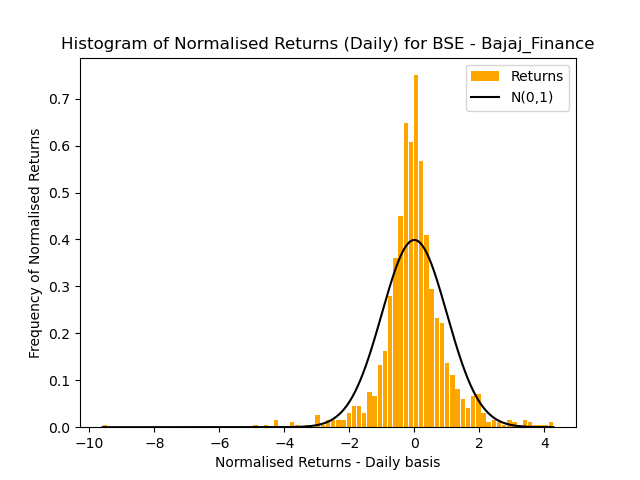 Histogram of Normalised Returns (Daily) for BSE - Bajaj_Finance
Returns
N(0,1)
Frequency of Normalised Returns
0.7
0.6
0.5
0.4
0.3
0.2
0.1
0.0
−10 −8 −6 −4 −2 0 2 4
Normalised Returns - Daily basis